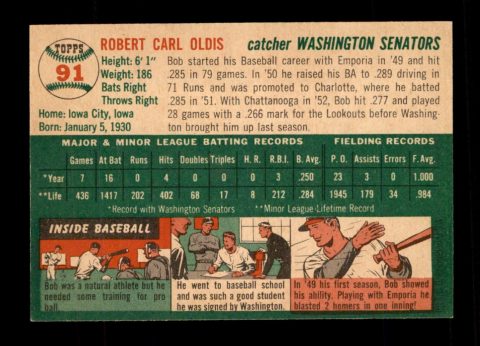 TOPPS
91
ROBERT CARL OLDIS catcher WASHINGTON SENATORS
Height: 6' 1"
Weight: 186
Bats Right
Throws Right
Home: Iowa City, Iowa
Born: January 5, 1930
Bob started his Baseball career with Emporia in '49 and hit
.285 in 79 games. In '50 he raised his BA to .289 driving in
71 Runs and was promoted to Charlotte, where he batted
.285 in '51. With Chattanooga in '52, Bob hit .277 and played
28 games with a .266 mark for the Lookouts before Washing-
ton brought him up last season.
MAJOR & MINOR LEAGUE BATTING RECORDS FIELDING RECORDS
Games At Bat Runs Hits Doubles Triples H. R. R.B.I. B. Avg. P. O. Assists Errors F. Avg.
*Year 7 16 0 4 0 0 0 3 .250 23 3 0 1.000
**Life 436 1417 202 402 68 17 8 212 .284 1945 179 34 .984
*Record with Washington Senators **Minor League Lifetime Record
INSIDE BASEBALL
Bob was a natural athlete but he
needed some training for pro
ball.
He went to baseball school
and was such a good student
he was signed by Washington.
In '49 his first season, Bob showed
his ability. Playing with Emporia he
blasted 2 homers in one game!